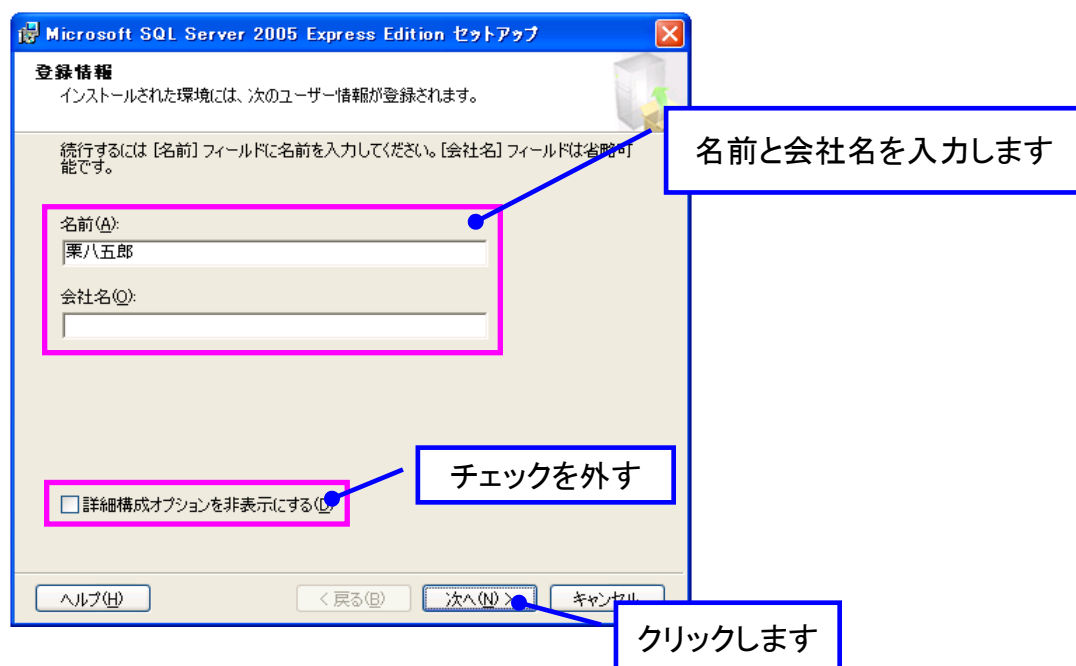 Microsoft SQL Server 2005 Express Edition セットアップ
登録情報
インストールされた環境には、次のユーザー情報が登録されます。
続行するには [名前] フィールドに名前を入力してください。[会社名] フィールドは省略可
能です。
名前と会社名を入力します
名前(A):
栗八五郎
会社名(O):
チェックを外す
詳細構成オプションを非表示にする(D)
ヘルプ(H)
< 戻る(B)
次へ(N) >
キャンセル
クリックします